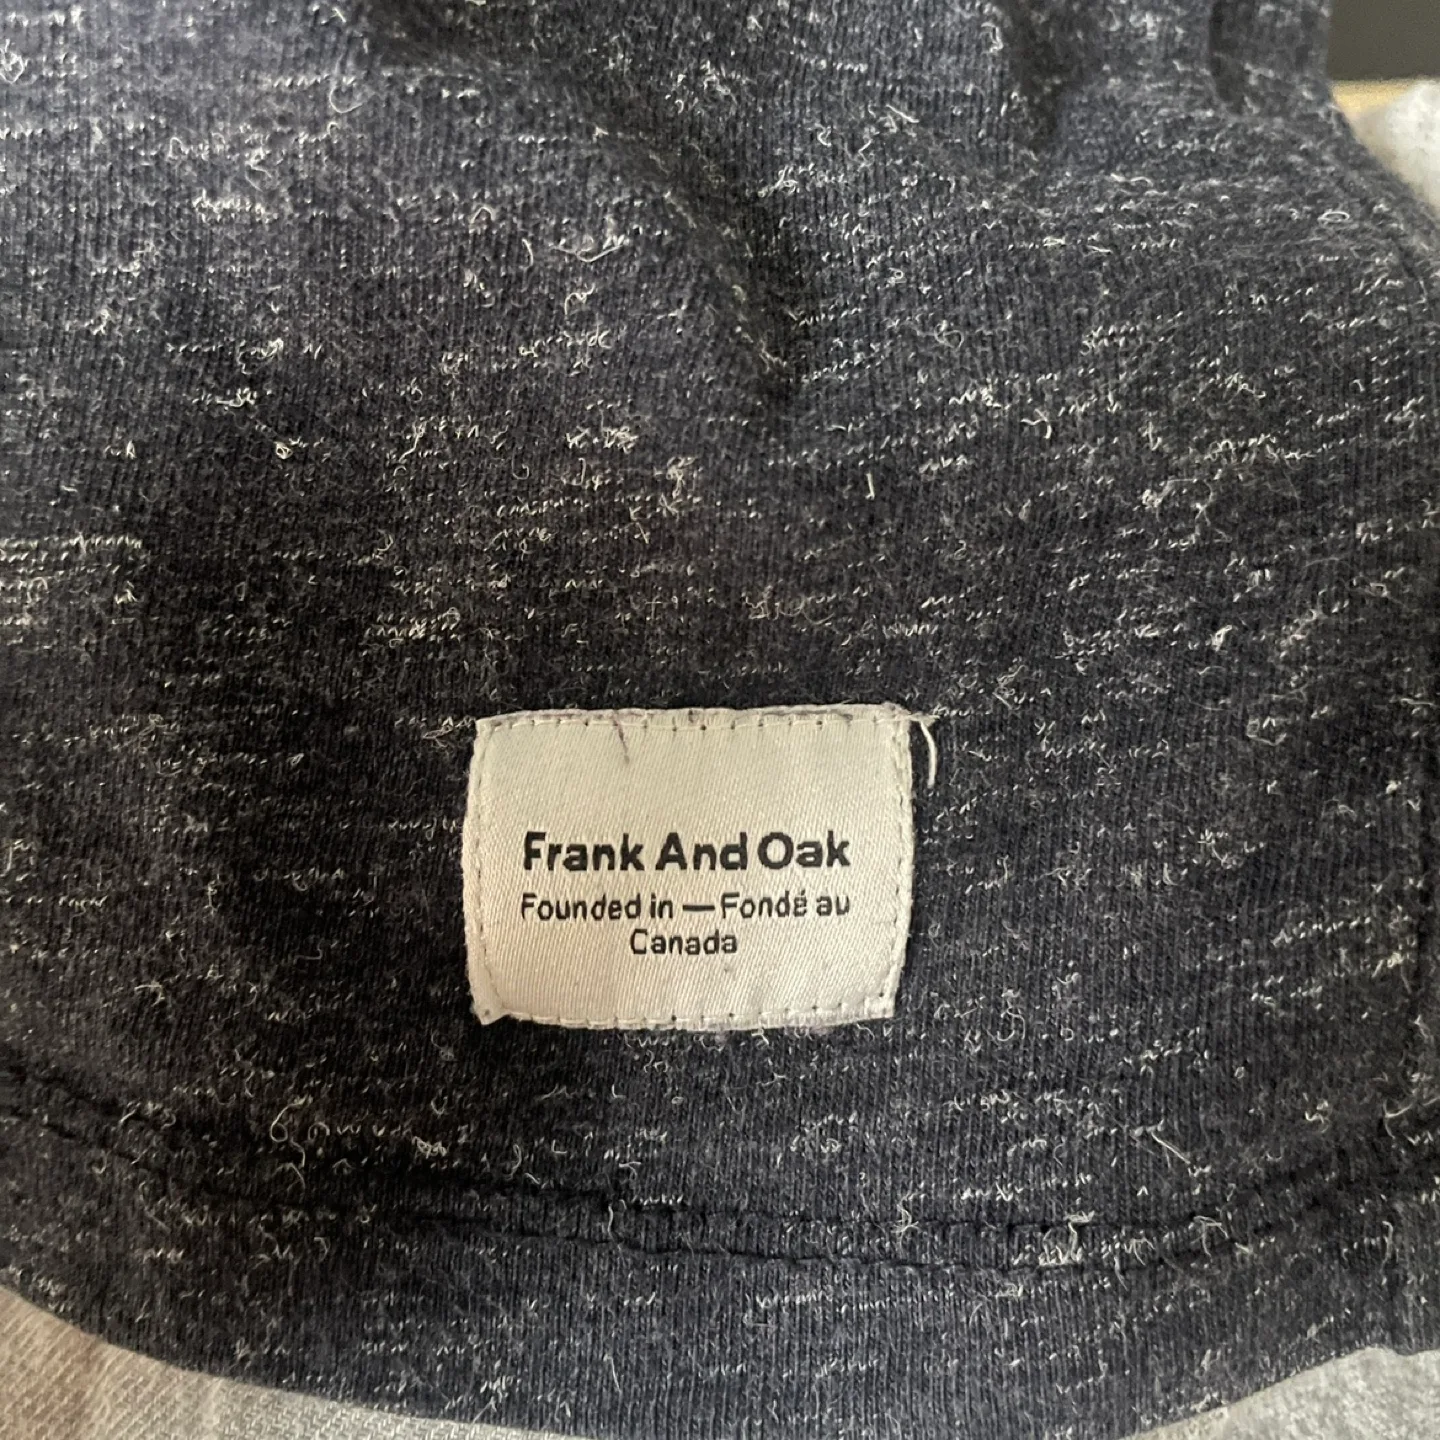 Frank And Oak
Founded in — Fondé au
Canada